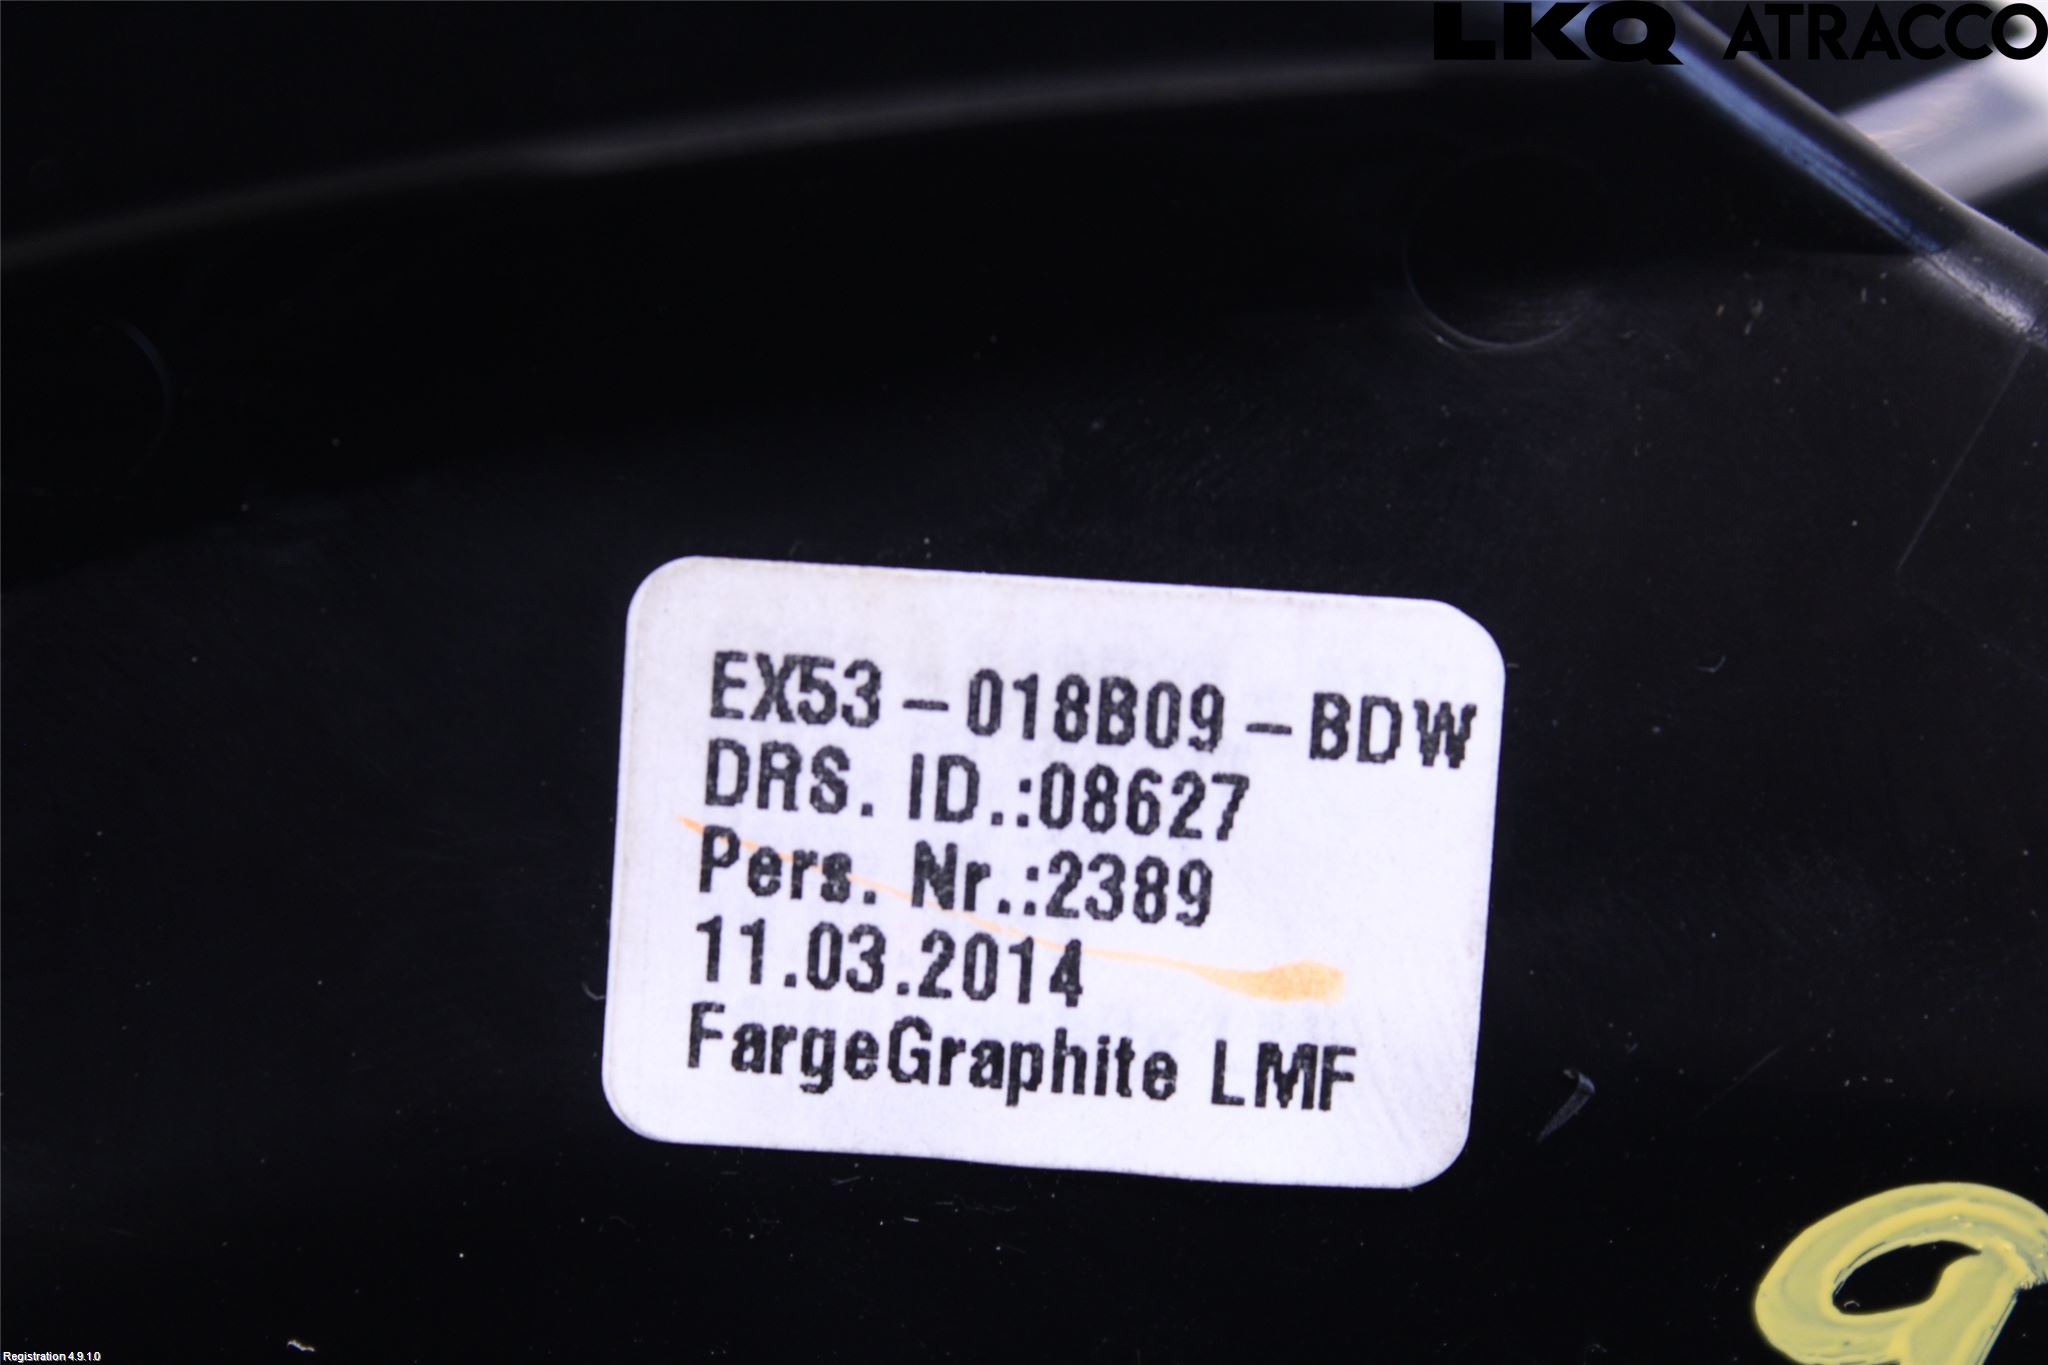 LKQ ATRACCO
EX53-018B09-BDW
DRS. ID.:08627
Pers. Nr.:2389
11.03.2014
FargeGraphite LMF
Registration 4.9.1.0